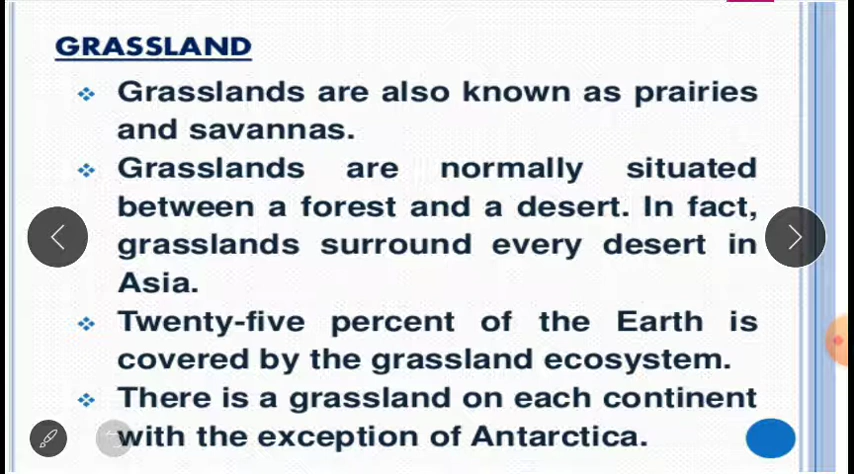 GRASSLAND
Grasslands are also known as prairies
and savannas.
Grasslands are normally situated
between a forest and a desert. In fact,
grasslands surround every desert in
Asia.
Twenty-five percent of the Earth is
covered by the grassland ecosystem.
There is a grassland on each continent
with the exception of Antarctica.